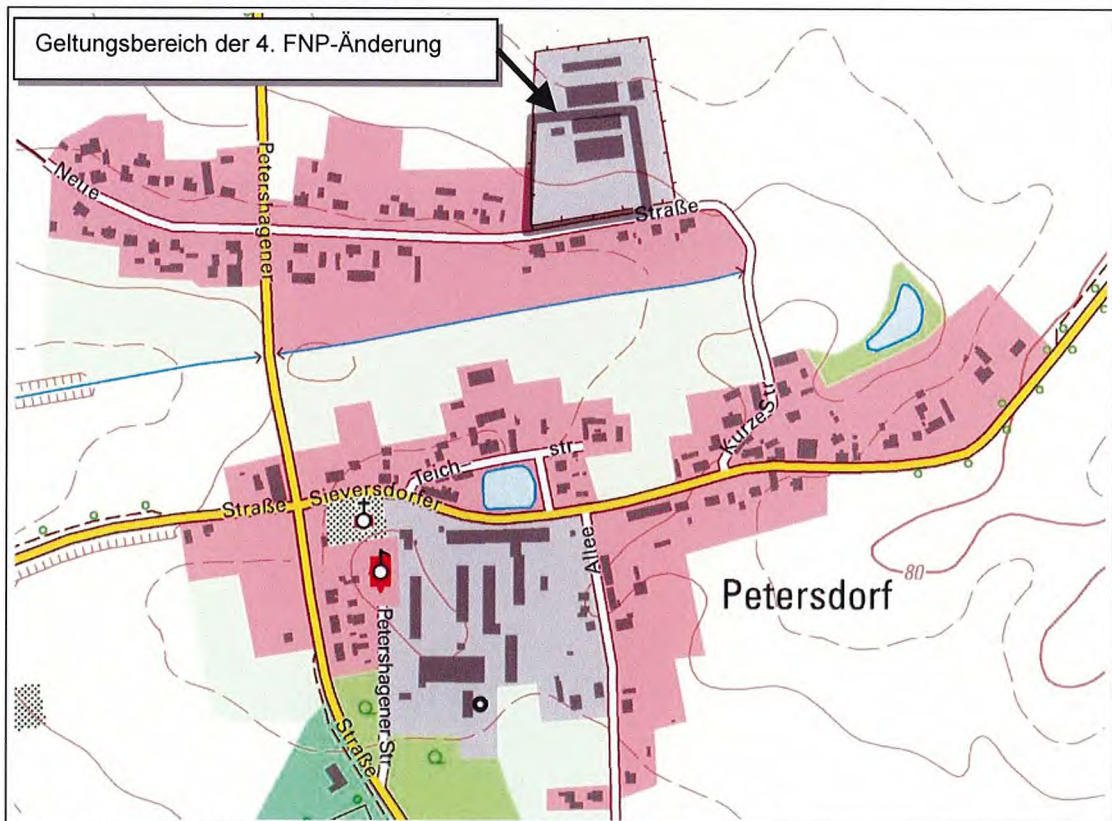 Geltungsbereich der 4. FNP-Änderung
Neue
Petershagener
Straße
Teich-
str
kurze Str
Straße
Sieversdorfer
Allee
80
Petersdorf
Petershagener Str
Straße